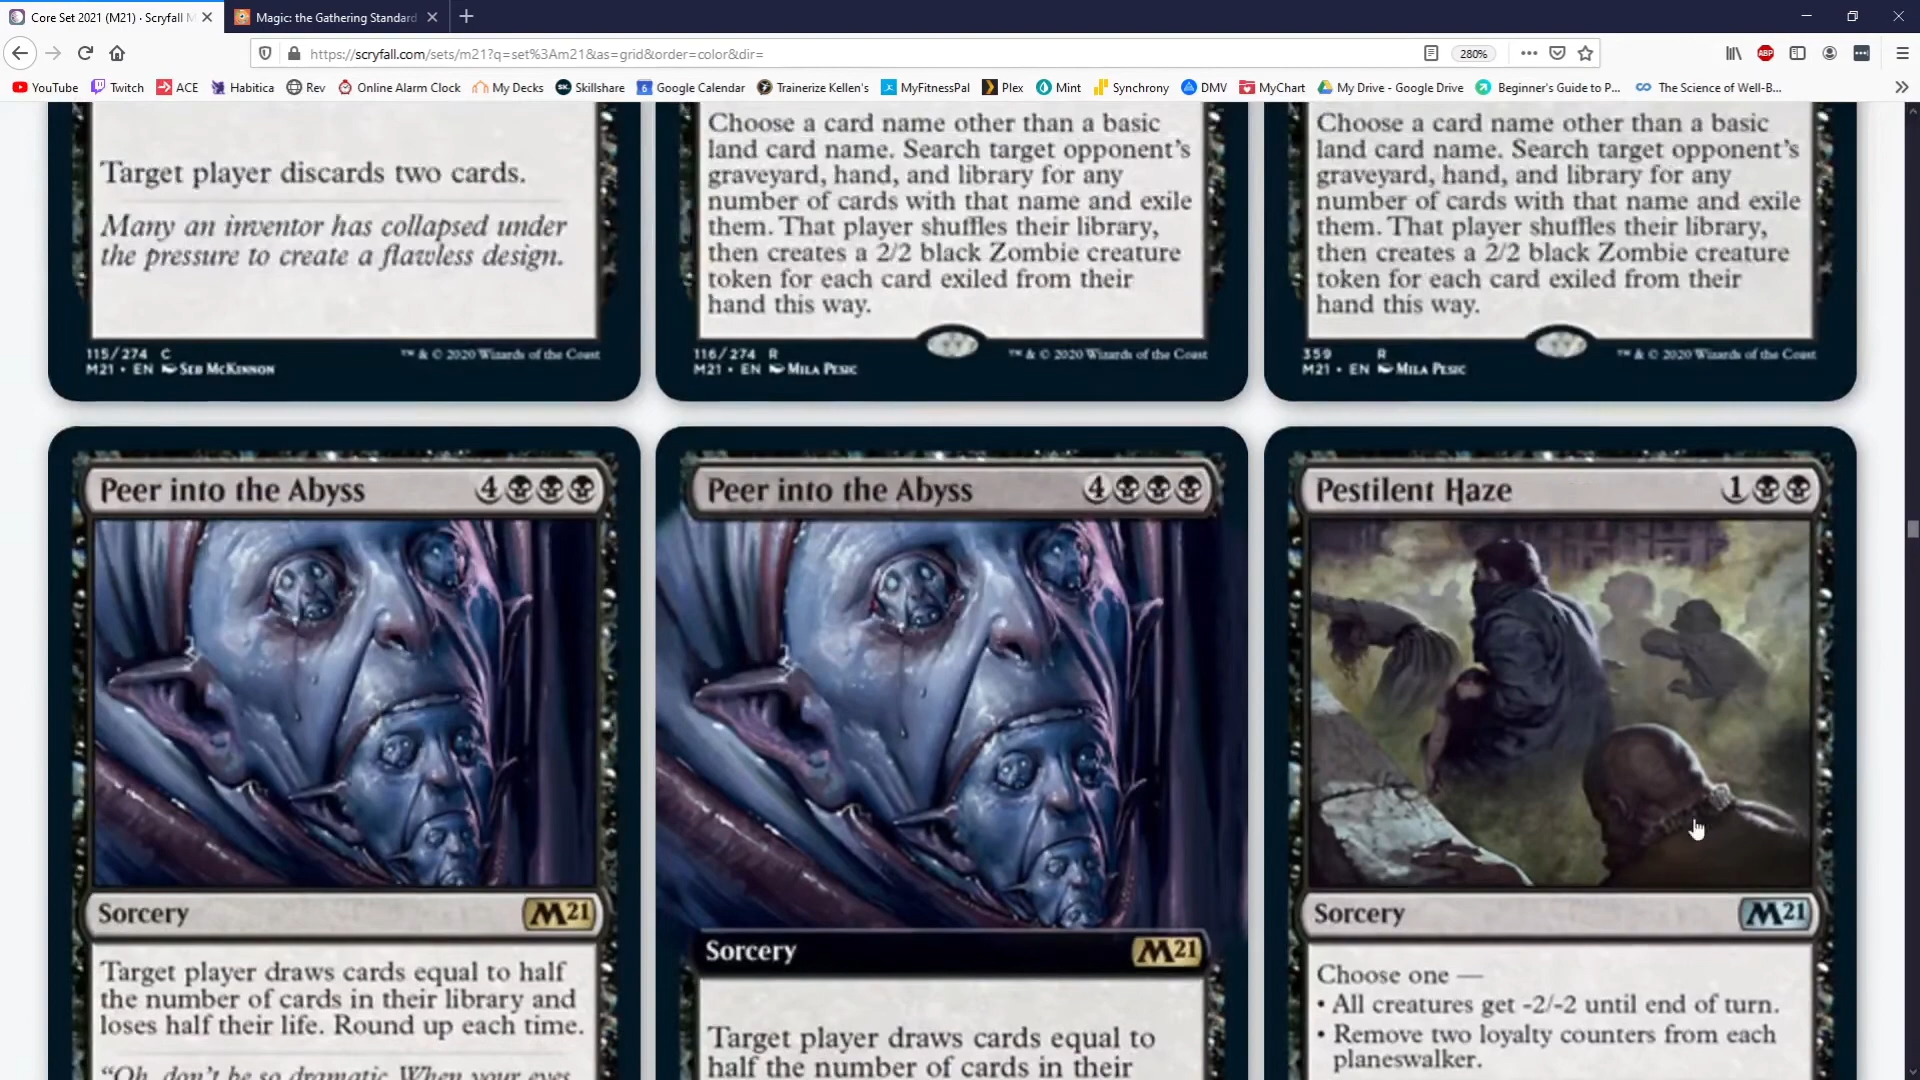 Core Set 2021 (M21) · Scryfall M
Magic: the Gathering Standard
https://scryfall.com/sets/m21?q=set%3Am21&as=grid&order=color&dir=
280%
YouTube
Twitch
ACE
Habitica
Rev
Online Alarm Clock
My Decks
Skillshare
Google Calendar
Trainerize Kellen's
MyFitnessPal
Plex
Mint
Synchrony
DMV
MyChart
My Drive - Google Drive
Beginner's Guide to P...
The Science of Well-B...
Target player discards two cards.
Many an inventor has collapsed under
the pressure to create a flawless design.
115/274 C
M21 • EN Seb McKinnon
™ & © 2020 Wizards of the Coast
Choose a card name other than a basic
land card name. Search target opponent's
graveyard, hand, and library for any
number of cards with that name and exile
them. That player shuffles their library,
then creates a 2/2 black Zombie creature
token for each card exiled from their
hand this way.
116/274 R
M21 • EN Mila Pesic
™ & © 2020 Wizards of the Coast
Choose a card name other than a basic
land card name. Search target opponent's
graveyard, hand, and library for any
number of cards with that name and exile
them. That player shuffles their library,
then creates a 2/2 black Zombie creature
token for each card exiled from their
hand this way.
359 R
M21 • EN Mila Pesic
™ & © 2020 Wizards of the Coast
Peer into the Abyss 4
Sorcery M21
Target player draws cards equal to half
the number of cards in their library and
loses half their life. Round up each time.
"Oh, don't be so dramatic. When your eyes
Peer into the Abyss 4
Sorcery M21
Target player draws cards equal to
half the number of cards in their
Pestilent Haze 1
Sorcery M21
Choose one —
• All creatures get -2/-2 until end of turn.
• Remove two loyalty counters from each
planeswalker.